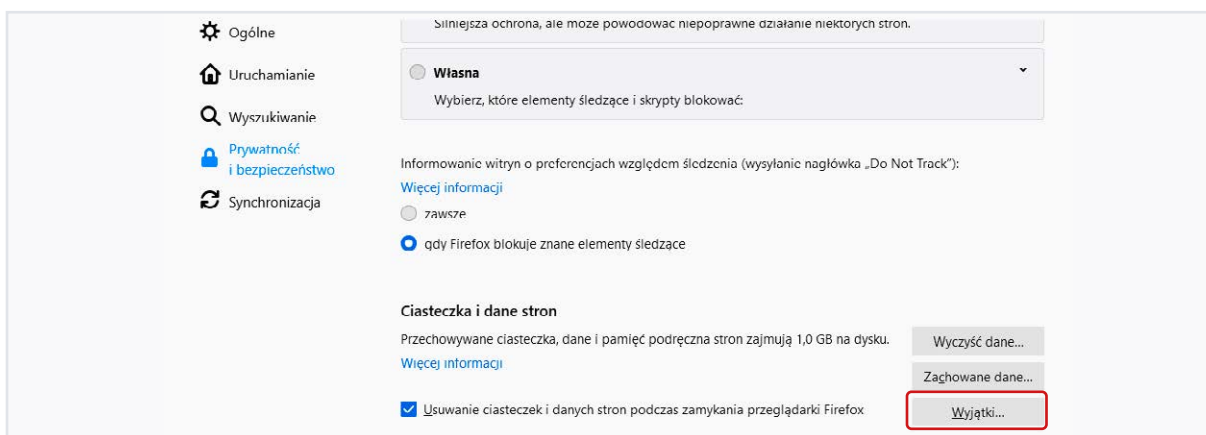 Ogólne
Uruchamianie
Wyszukiwanie
Prywatność
i bezpieczeństwo
Synchronizacja
Silniejsza ochrona, ale może powodować niepoprawne działanie niektórych stron.
Własna
Wybierz, które elementy śledzące i skrypty blokować:
Informowanie witryn o preferencjach względem śledzenia (wysyłanie nagłówka „Do Not Track”):
Więcej informacji
zawsze
gdy Firefox blokuje znane elementy śledzące
Ciasteczka i dane stron
Przechowywane ciasteczka, dane i pamięć podręczna stron zajmują 1,0 GB na dysku.
Więcej informacji
Usuwanie ciasteczek i danych stron podczas zamykania przeglądarki Firefox
Wyczyść dane...
Zachowane dane...
Wyjątki...